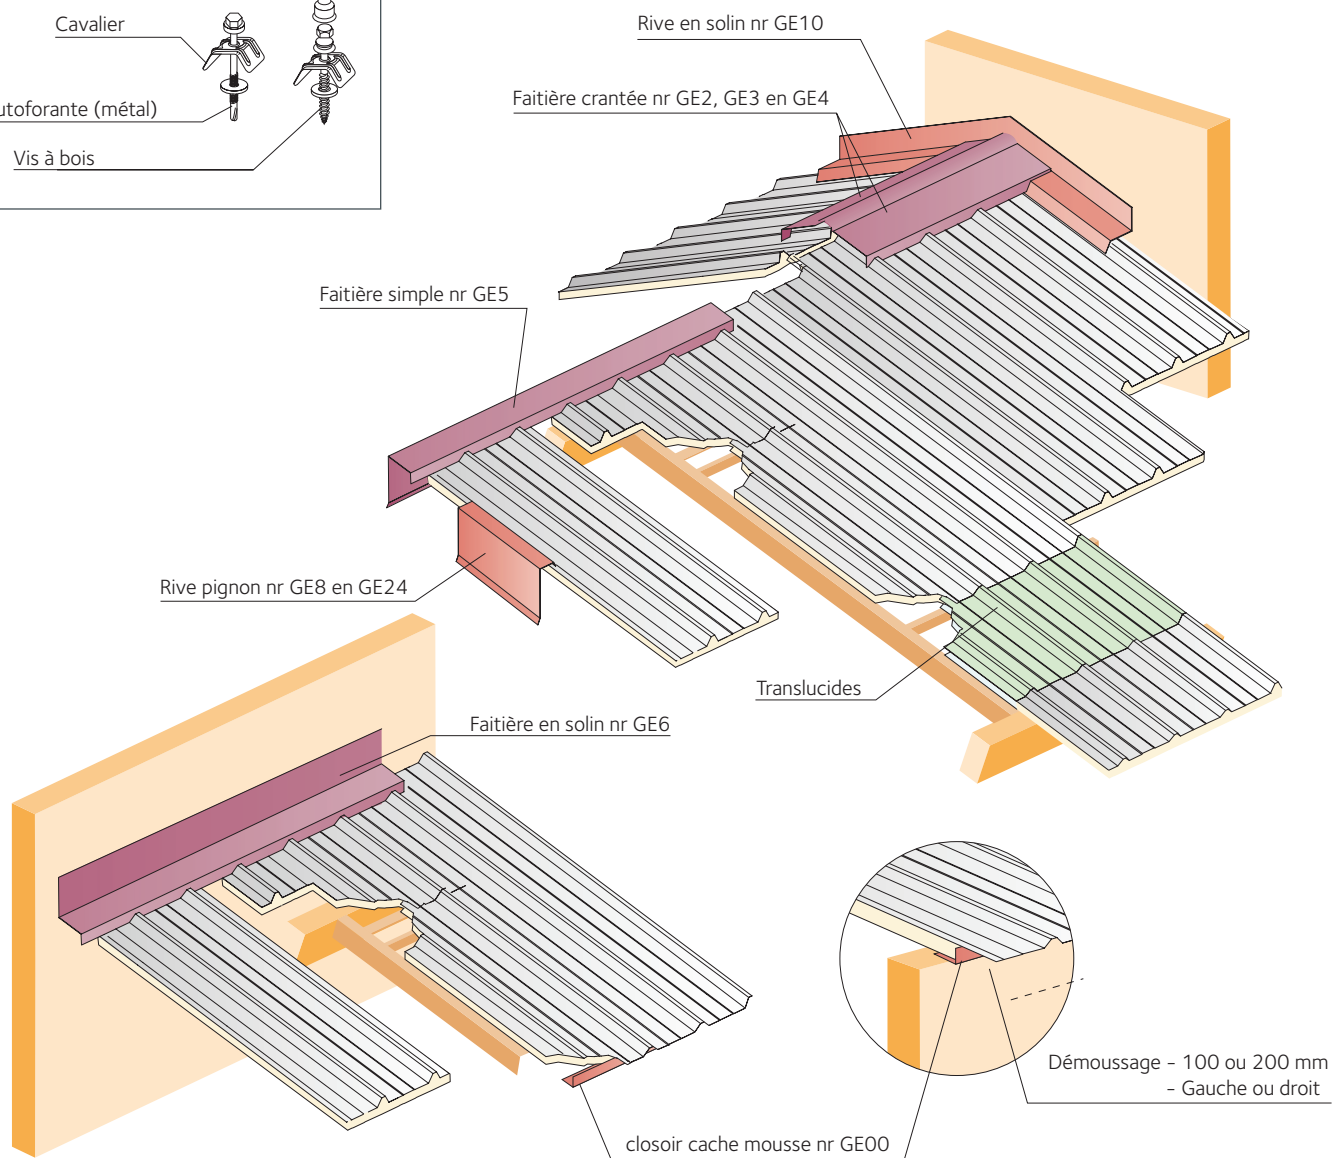 Cavalier
utoforante (métal)
Vis à bois
Rive en solin nr GE10
Faitière crantée nr GE2, GE3 en GE4
Faitière simple nr GE5
Rive pignon nr GE8 en GE24
Translucides
Faitière en solin nr GE6
Démoussage - 100 ou 200 mm
- Gauche ou droit
closoir cache mousse nr GE00